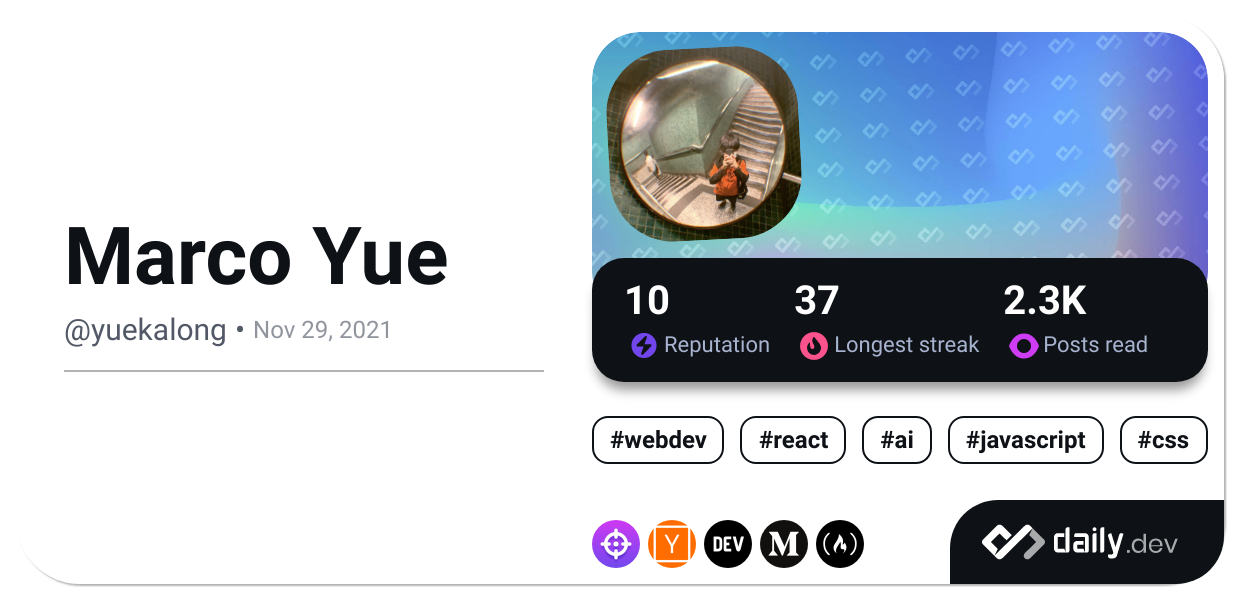 Marco Yue
@yuekalong • Nov 29, 2021
10 37 2.3K
Reputation Longest streak Posts read
#webdev #react #ai #javascript #css
Y DEV M
daily.dev